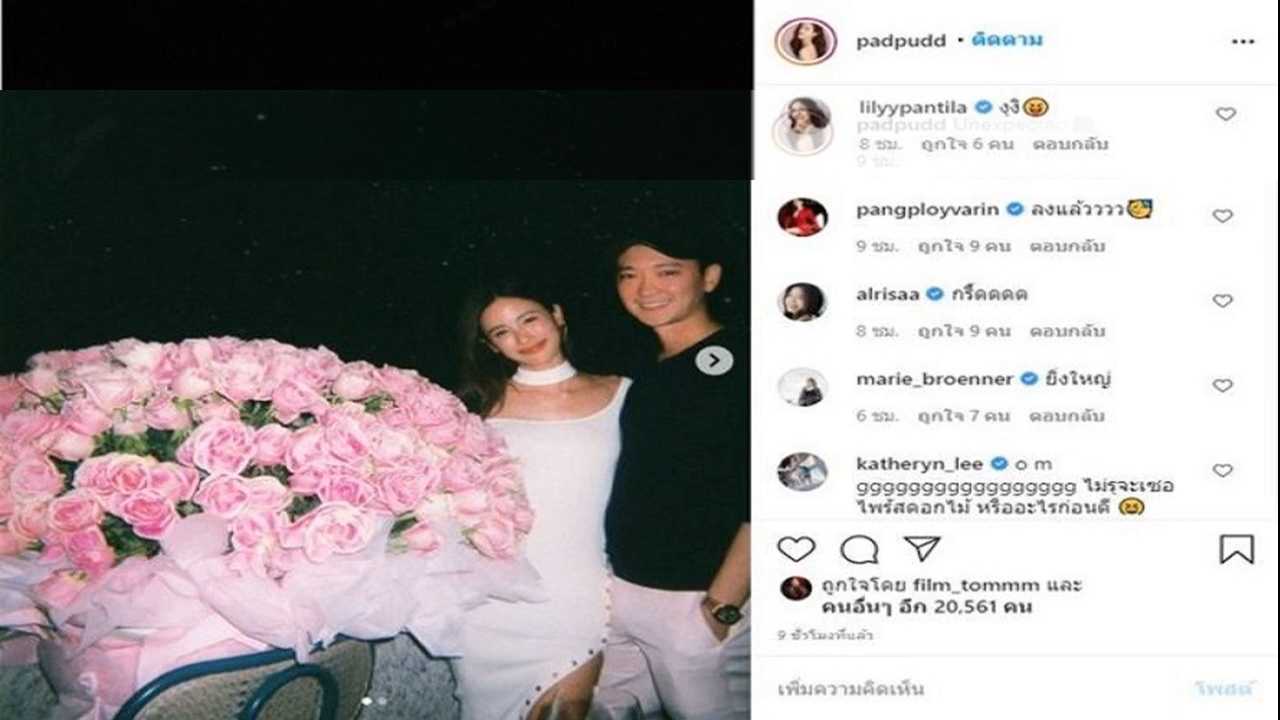 padpudd • ติดตาม
lilyypantila งุงิ😝
padpudd Unexpected
8 ชม. ถูกใจ 6 คน ตอบกลับ
9 ชม.
pangployvarin ลงแล้วววว🥰
9 ชม. ถูกใจ 9 คน ตอบกลับ
alrisaa กรี๊ดดดด
8 ชม. ถูกใจ 9 คน ตอบกลับ
marie_broenner ยิ่งใหญ่
6 ชม. ถูกใจ 7 คน ตอบกลับ
katheryn_lee o m
ggggggggggggggggg ไม่รุจะเซอ
ไพร้สดอกไม้ หรืออะไรก่อนดี 😆
ถูกใจโดย film_tommm และ
คนอื่นๆ อีก 20,561 คน
9 ชั่วโมงที่แล้ว
เพิ่มความคิดเห็น
โพสต์